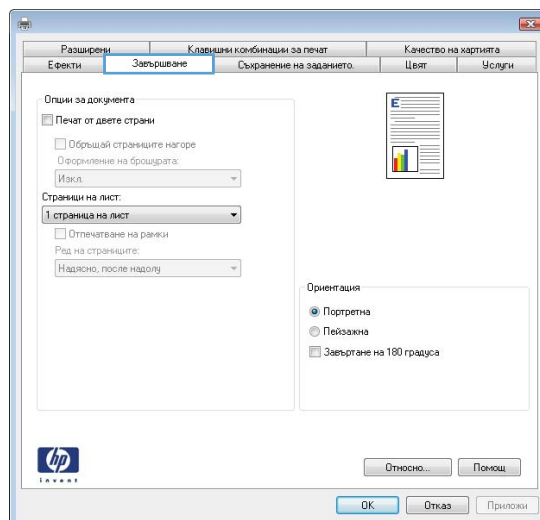 Разширени Клавишни комбинации за печат Качество на хартията
Ефекти Завършване Съхранение на заданието. Цвят Услуги
Опции за документа
Печат от двете страни
Обръщай страниците нагоре
Оформление на брошурата:
Изкл.
Страници на лист:
1 страница на лист
Отпечатване на рамки
Ред на страниците:
Надясно, после надолу
E
Ориентация
Портретна
Пейзажна
Завъртане на 180 градуса
hp
invent
Относно... Помощ
OK Отказ Приложи